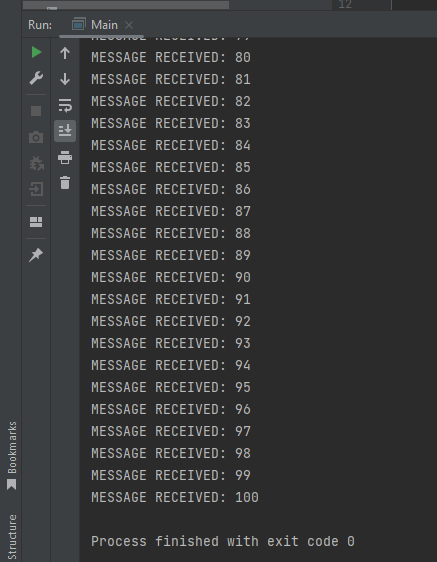 12
Run: Main
MESSAGE RECEIVED: 79
MESSAGE RECEIVED: 80
MESSAGE RECEIVED: 81
MESSAGE RECEIVED: 82
MESSAGE RECEIVED: 83
MESSAGE RECEIVED: 84
MESSAGE RECEIVED: 85
MESSAGE RECEIVED: 86
MESSAGE RECEIVED: 87
MESSAGE RECEIVED: 88
MESSAGE RECEIVED: 89
MESSAGE RECEIVED: 90
MESSAGE RECEIVED: 91
MESSAGE RECEIVED: 92
MESSAGE RECEIVED: 93
MESSAGE RECEIVED: 94
MESSAGE RECEIVED: 95
MESSAGE RECEIVED: 96
MESSAGE RECEIVED: 97
MESSAGE RECEIVED: 98
MESSAGE RECEIVED: 99
MESSAGE RECEIVED: 100
Process finished with exit code 0
Bookmarks
Structure